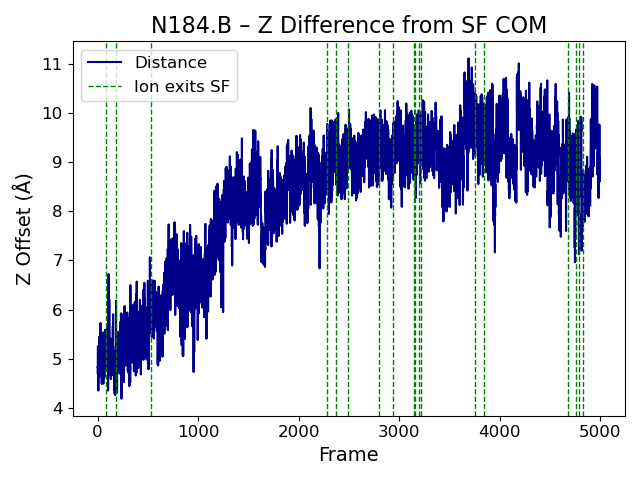 N184.B – Z Difference from SF COM
Distance
Ion exits SF
Z Offset (Å)
11
10
9
8
7
6
5
4
0
1000
2000
3000
4000
5000
Frame